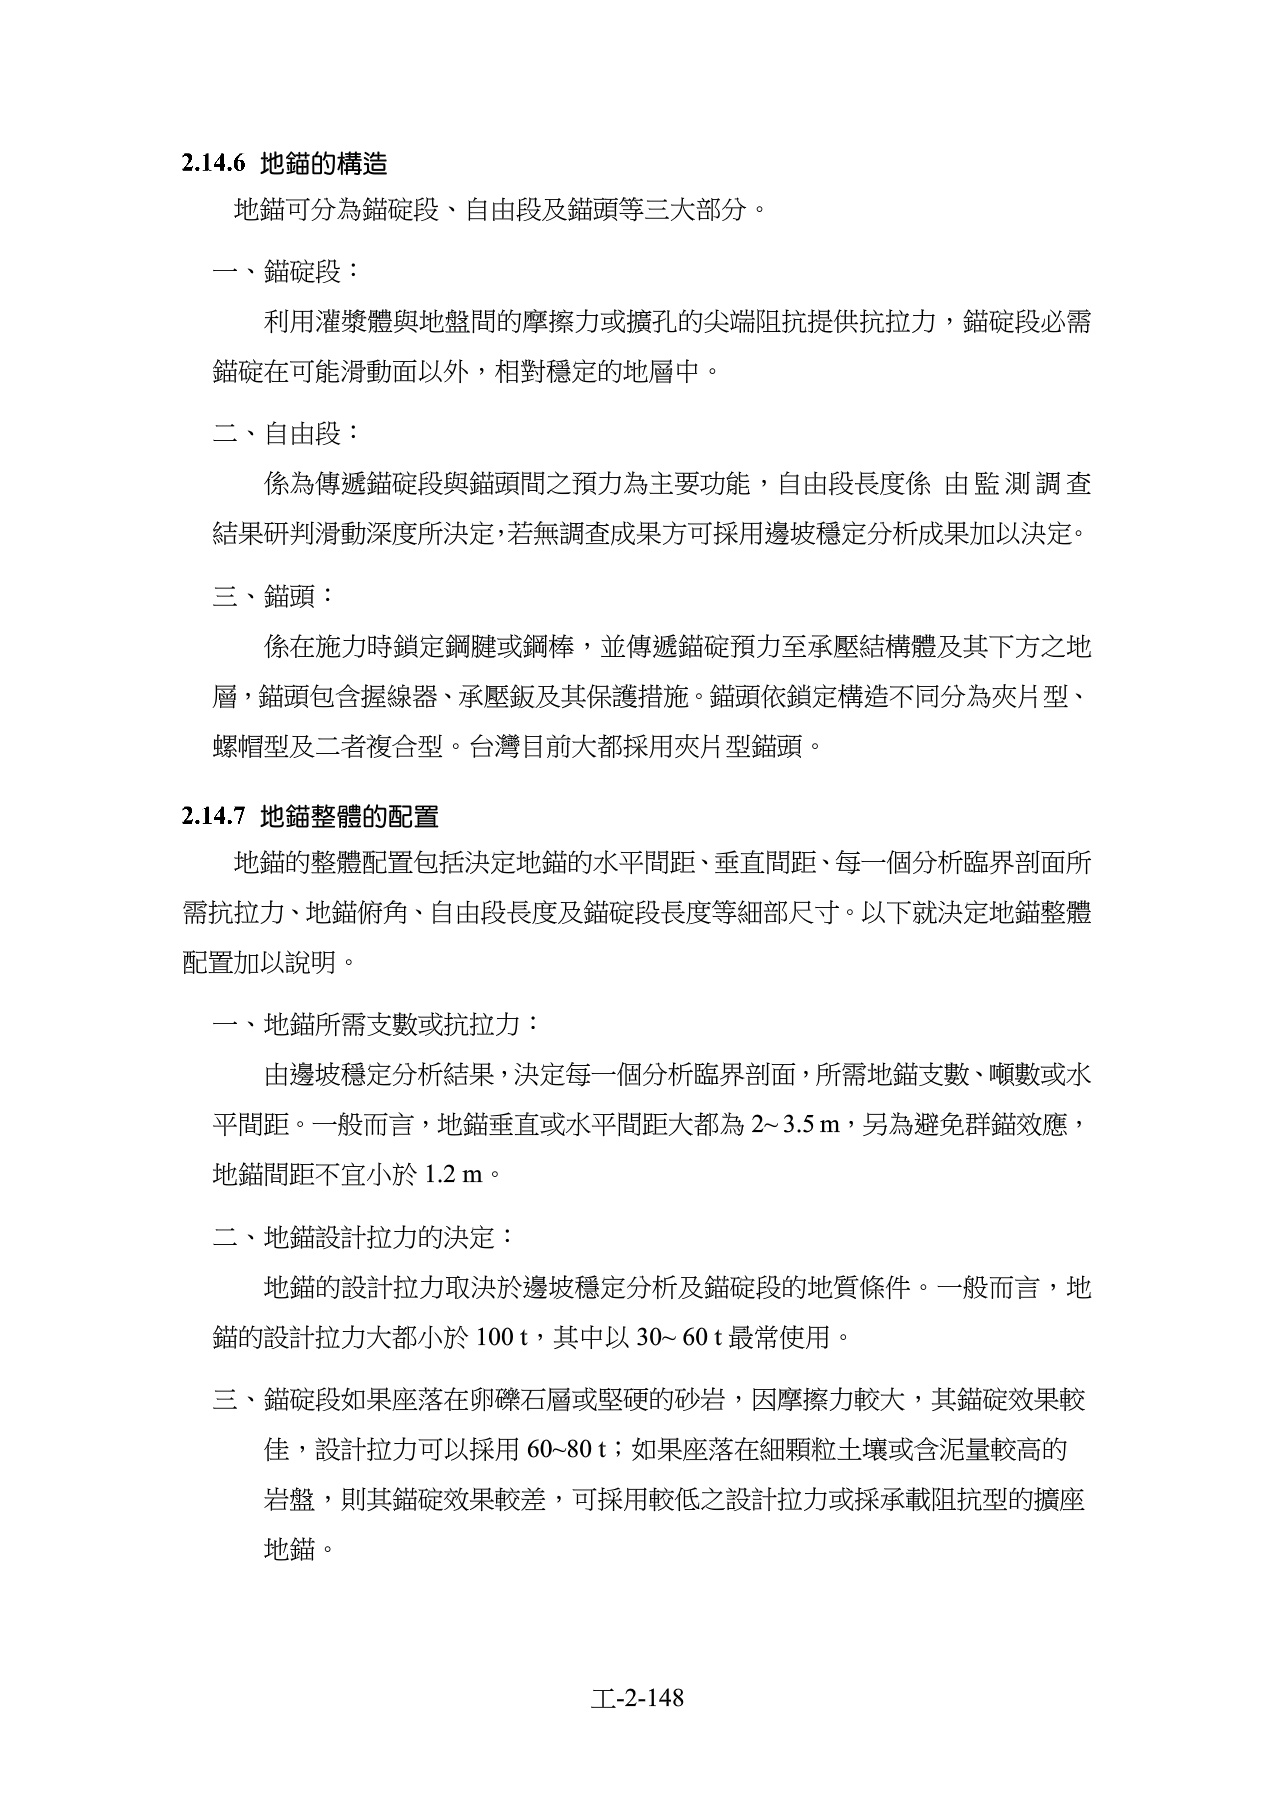 2.14.6 地錨的構造
地錨可分為錨碇段、自由段及錨頭等三大部分。
一、錨碇段：
利用灌漿體與地盤間的摩擦力或擴孔的尖端阻抗提供抗拉力，錨碇段必需
錨碇在可能滑動面以外，相對穩定的地層中。
二、自由段：
係為傳遞錨碇段與錨頭間之預力為主要功能，自由段長度係 由監測調查
結果研判滑動深度所決定，若無調查成果方可採用邊坡穩定分析成果加以決定。
三、錨頭：
係在施力時鎖定鋼腱或鋼棒，並傳遞錨碇預力至承壓結構體及其下方之地
層，錨頭包含握線器、承壓鈑及其保護措施。錨頭依鎖定構造不同分為夾片型、
螺帽型及二者複合型。台灣目前大都採用夾片型錨頭。
2.14.7 地錨整體的配置
地錨的整體配置包括決定地錨的水平間距、垂直間距、每一個分析臨界剖面所
需抗拉力、地錨俯角、自由段長度及錨碇段長度等細部尺寸。以下就決定地錨整體
配置加以說明。
一、地錨所需支數或抗拉力：
由邊坡穩定分析結果，決定每一個分析臨界剖面，所需地錨支數、噸數或水
平間距。一般而言，地錨垂直或水平間距大都為 2~ 3.5 m，另為避免群錨效應，
地錨間距不宜小於 1.2 m。
二、地錨設計拉力的決定：
地錨的設計拉力取決於邊坡穩定分析及錨碇段的地質條件。一般而言，地
錨的設計拉力大都小於 100 t，其中以 30~ 60 t 最常使用。
三、錨碇段如果座落在卵礫石層或堅硬的砂岩，因摩擦力較大，其錨碇效果較
佳，設計拉力可以採用 60~80 t；如果座落在細顆粒土壤或含泥量較高的
岩盤，則其錨碇效果較差，可採用較低之設計拉力或採承載阻抗型的擴座
地錨。
工-2-148